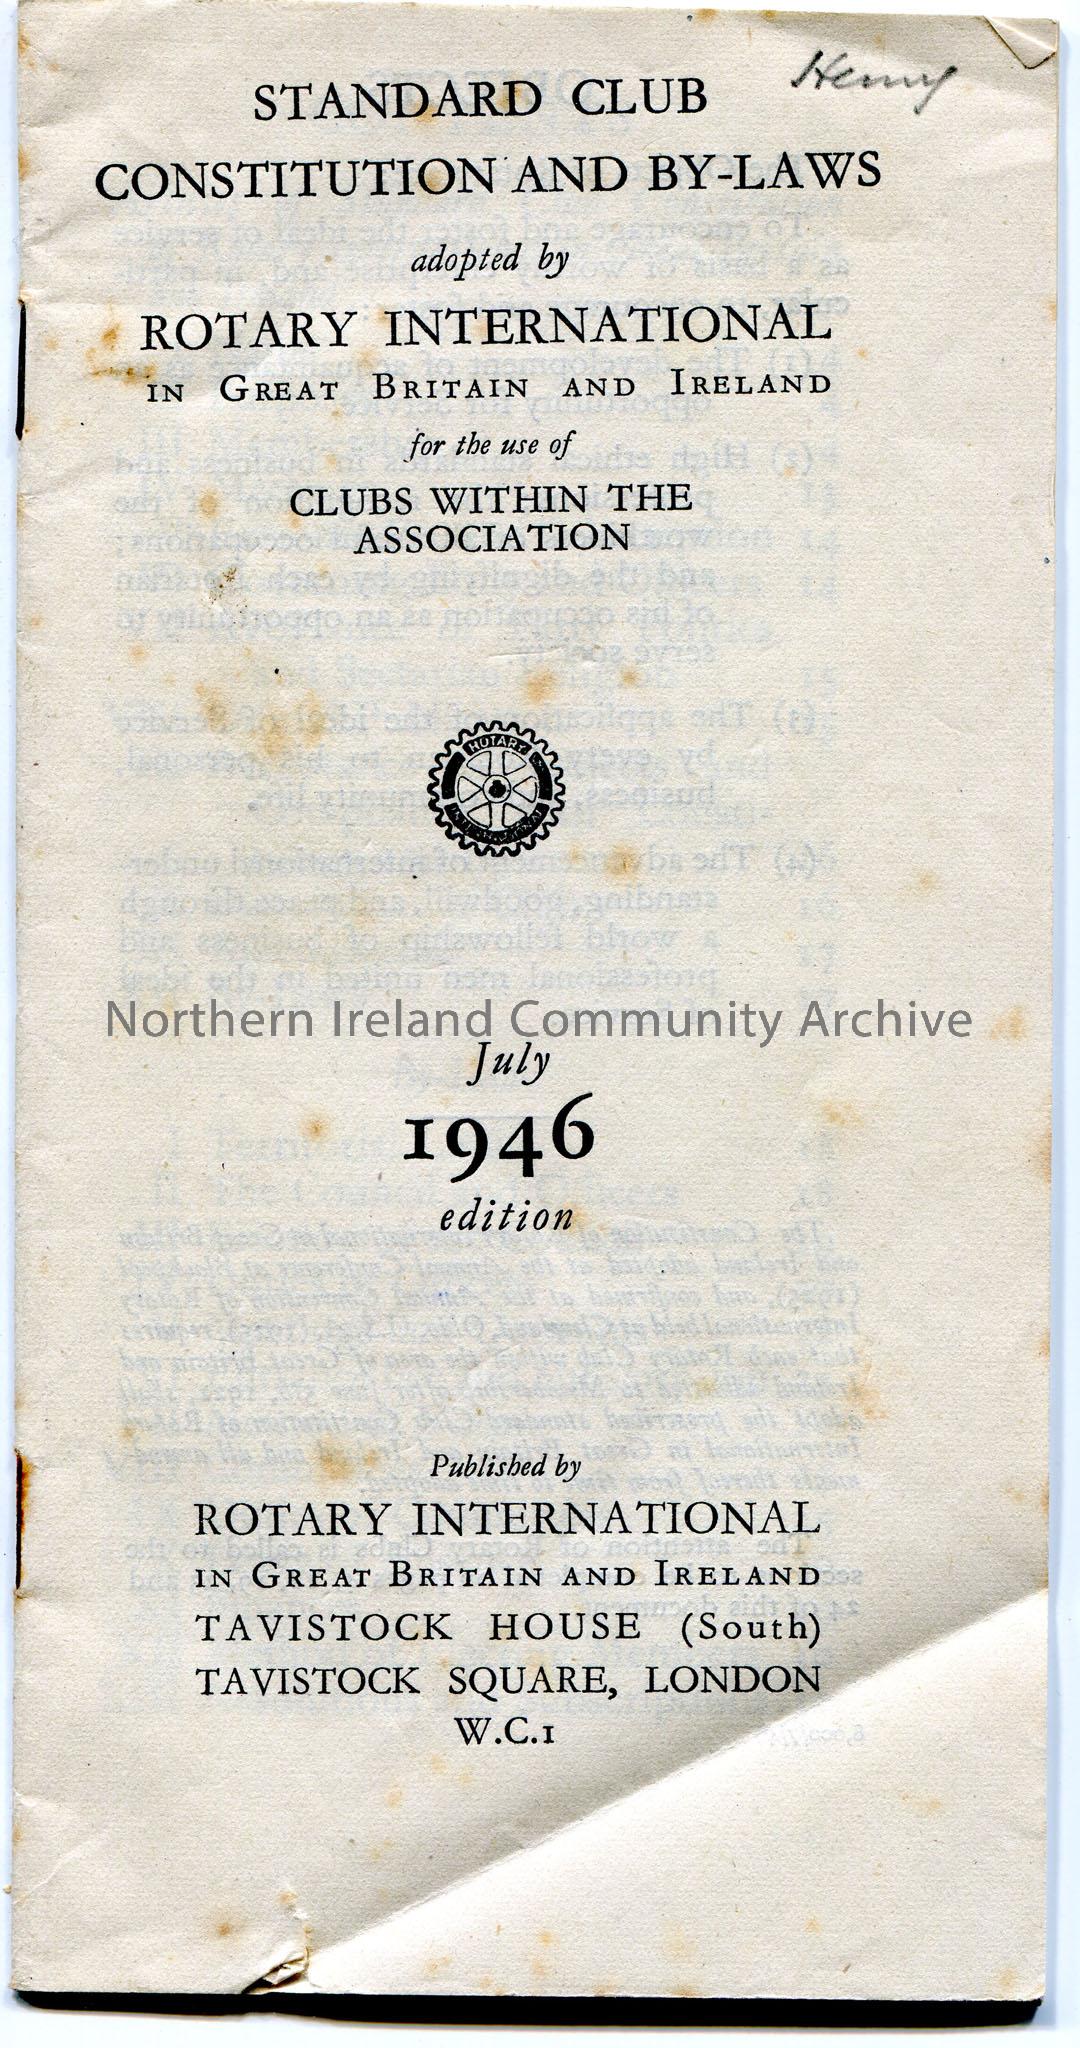 Henry
STANDARD CLUB
CONSTITUTION AND BY-LAWS
adopted by
ROTARY INTERNATIONAL
IN GREAT BRITAIN AND IRELAND
for the use of
CLUBS WITHIN THE
ASSOCIATION
ROTARY
INTERNATIONAL
Northern Ireland Community Archive
July
1946
edition
Published by
ROTARY INTERNATIONAL
IN GREAT BRITAIN AND IRELAND
TAVISTOCK HOUSE (South)
TAVISTOCK SQUARE, LONDON
W.C.1